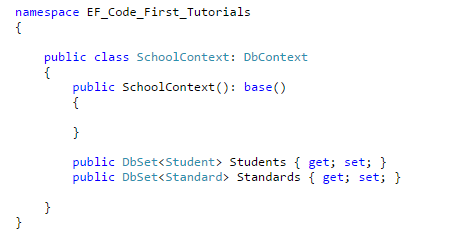 namespace EF_Code_First_Tutorials
{
public class SchoolContext: DbContext
{
public SchoolContext(): base()
{
}
public DbSet<Student> Students { get; set; }
public DbSet<Standard> Standards { get; set; }
}
}